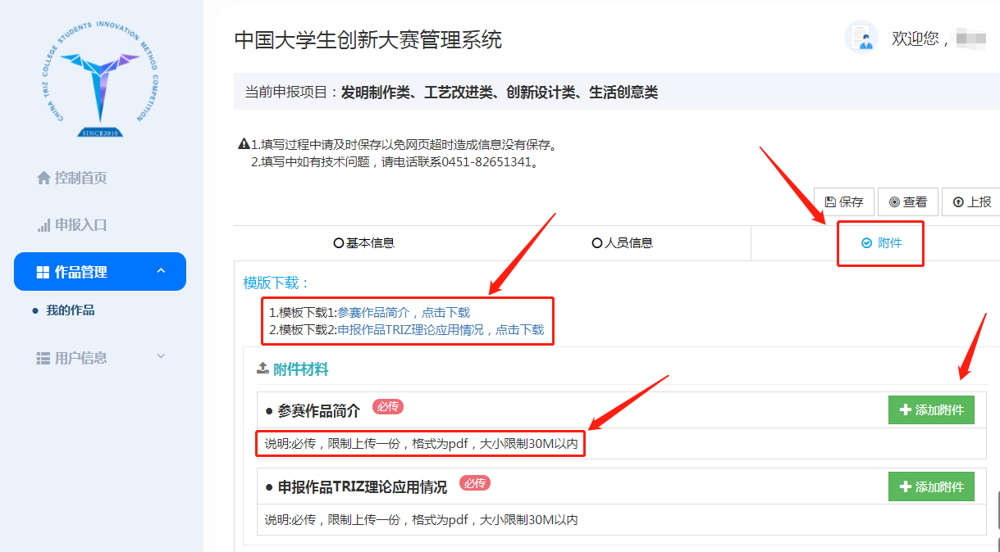 CHINA TRIZ COLLEGE STUDENTS INNOVATION METHOD COMPETITION
SINCE2010
控制首页
申报入口
作品管理
我的作品
用户信息
中国大学生创新大赛管理系统
欢迎您，
当前申报项目：发明制作类、工艺改进类、创新设计类、生活创意类
1.填写过程中请及时保存以免网页超时造成信息没有保存。
2.填写中如有技术问题，请电话联系0451-82651341。
保存 查看 上报
基本信息 人员信息 附件
模版下载：
1.模板下载1:参赛作品简介，点击下载
2.模板下载2:申报作品TRIZ理论应用情况，点击下载
附件材料
● 参赛作品简介 必传 添加附件
说明:必传，限制上传一份，格式为pdf，大小限制30M以内
● 申报作品TRIZ理论应用情况 必传 添加附件
说明:必传，限制上传一份，格式为pdf，大小限制30M以内